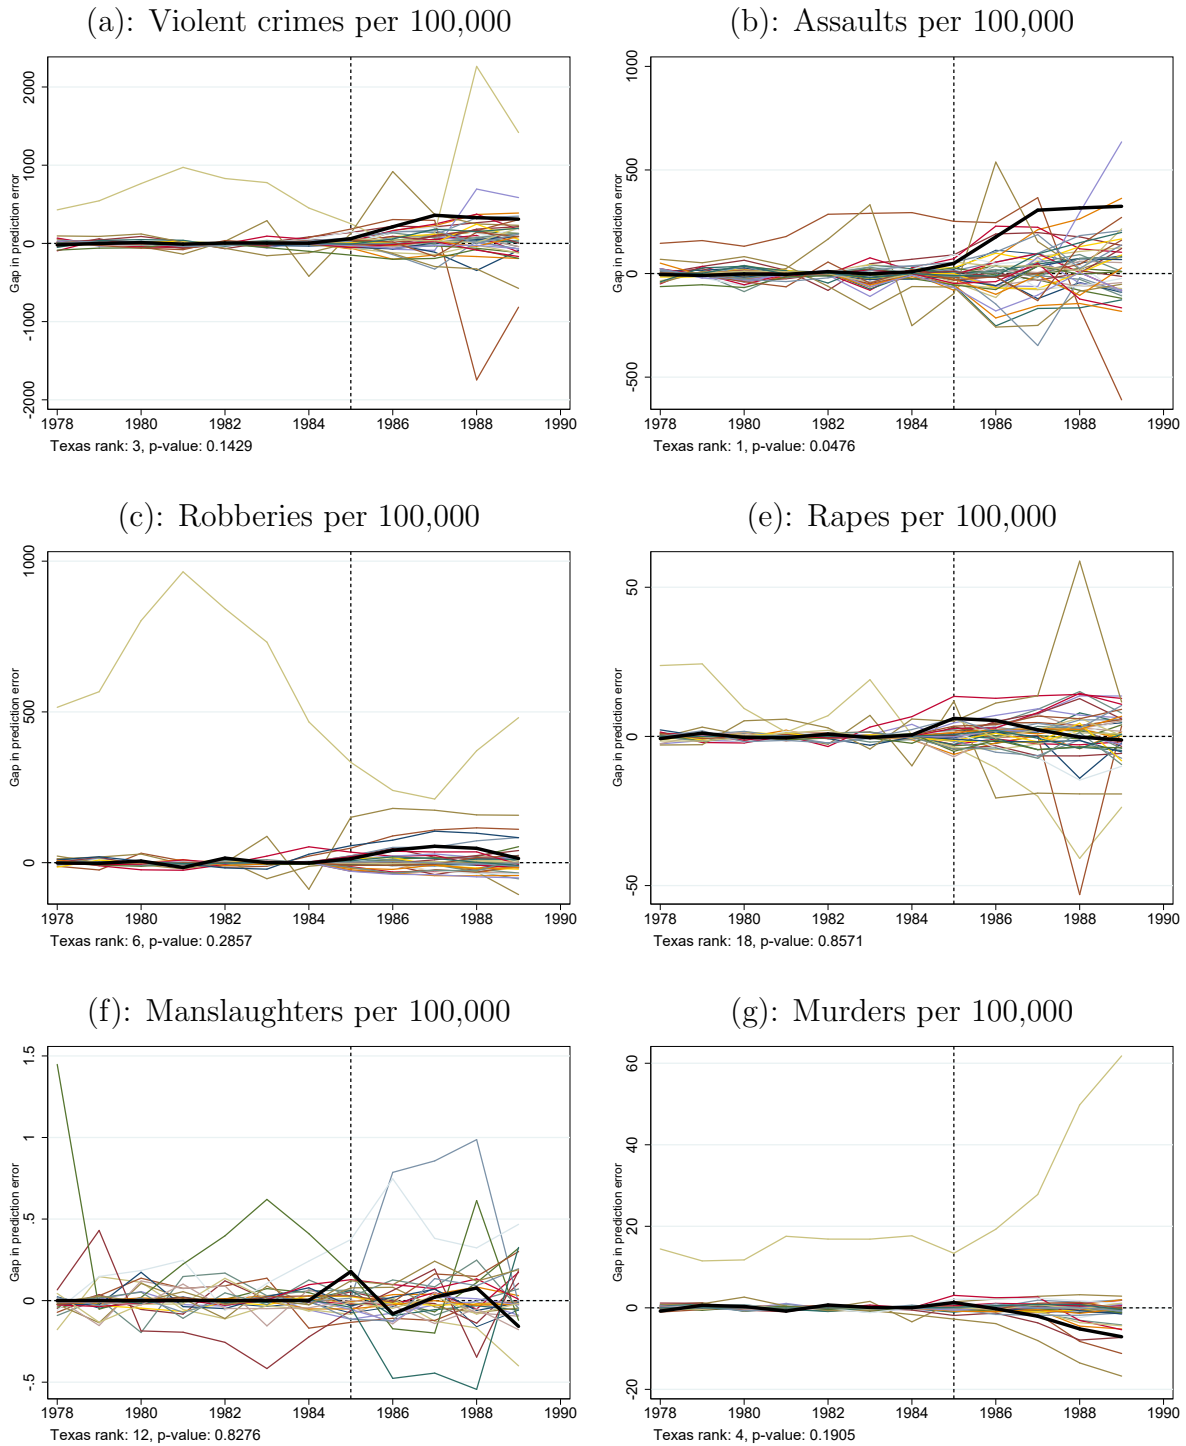 (a): Violent crimes per 100,000
Gap in prediction error
2000
1000
0
-1000
-2000
1978 1980 1982 1984 1986 1988 1990
Texas rank: 3, p-value: 0.1429
(b): Assaults per 100,000
Gap in prediction error
1000
500
0
-500
1978 1980 1982 1984 1986 1988 1990
Texas rank: 1, p-value: 0.0476
(c): Robberies per 100,000
Gap in prediction error
1000
500
0
1978 1980 1982 1984 1986 1988 1990
Texas rank: 6, p-value: 0.2857
(e): Rapes per 100,000
Gap in prediction error
50
0
-50
1978 1980 1982 1984 1986 1988 1990
Texas rank: 18, p-value: 0.8571
(f): Manslaughters per 100,000
Gap in prediction error
1.5
1
.5
0
-.5
1978 1980 1982 1984 1986 1988 1990
Texas rank: 12, p-value: 0.8276
(g): Murders per 100,000
Gap in prediction error
60
40
20
0
-20
1978 1980 1982 1984 1986 1988 1990
Texas rank: 4, p-value: 0.1905